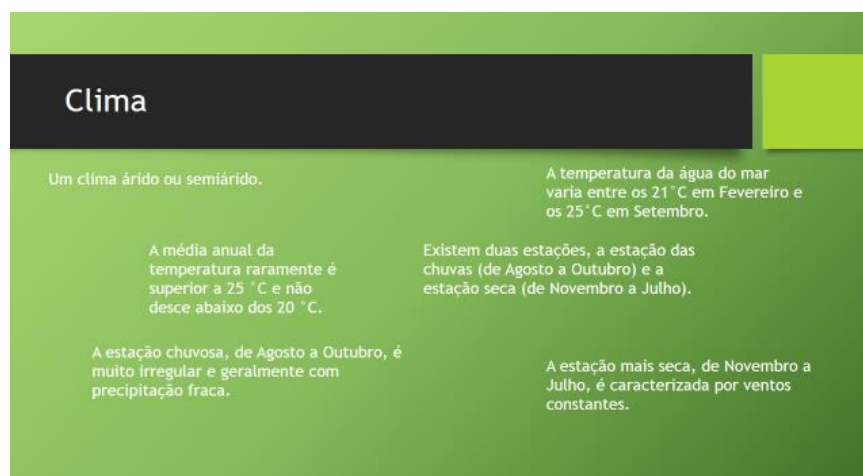 Clima
Um clima árido ou semiárido.
A temperatura da água do mar
varia entre os 21°C em Fevereiro e
os 25°C em Setembro.
A média anual da
temperatura raramente é
superior a 25 °C e não
desce abaixo dos 20 °C.
Existem duas estações, a estação das
chuvas (de Agosto a Outubro) e a
estação seca (de Novembro a Julho).
A estação chuvosa, de Agosto a Outubro, é
muito irregular e geralmente com
precipitação fraca.
A estação mais seca, de Novembro a
Julho, é caracterizada por ventos
constantes.